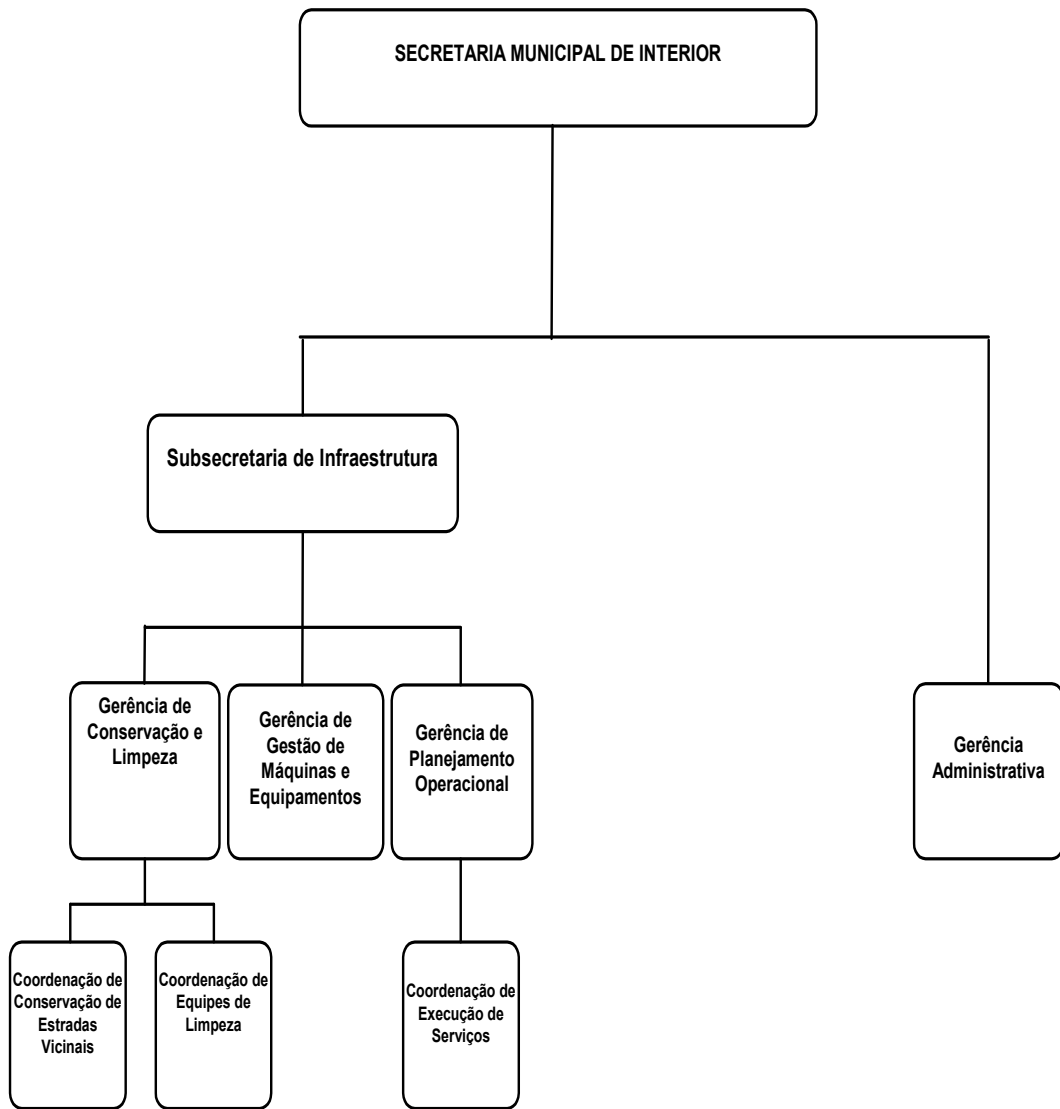 SECRETARIA MUNICIPAL DE INTERIOR
Subsecretaria de Infraestrutura
Gerência de
Conservação e
Limpeza
Gerência de
Gestão de
Máquinas e
Equipamentos
Gerência de
Planejamento
Operacional
Gerência
Administrativa
Coordenação de
Conservação de
Estradas
Vicinais
Coordenação de
Equipes de
Limpeza
Coordenação de
Execução de
Serviços